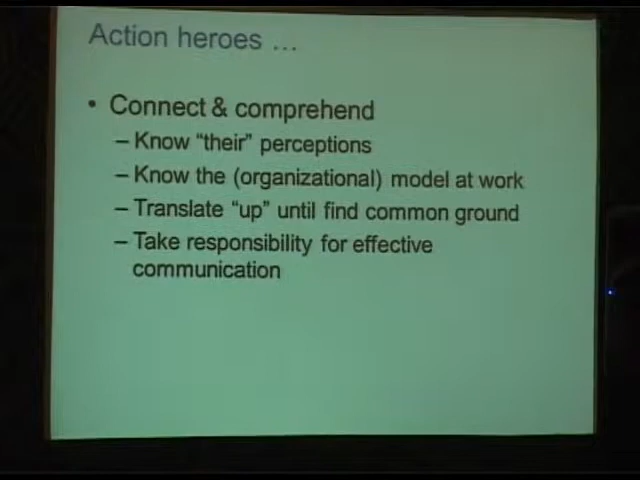 Action heroes ...
• Connect & comprehend
– Know "their" perceptions
– Know the (organizational) model at work
– Translate "up" until find common ground
– Take responsibility for effective
communication